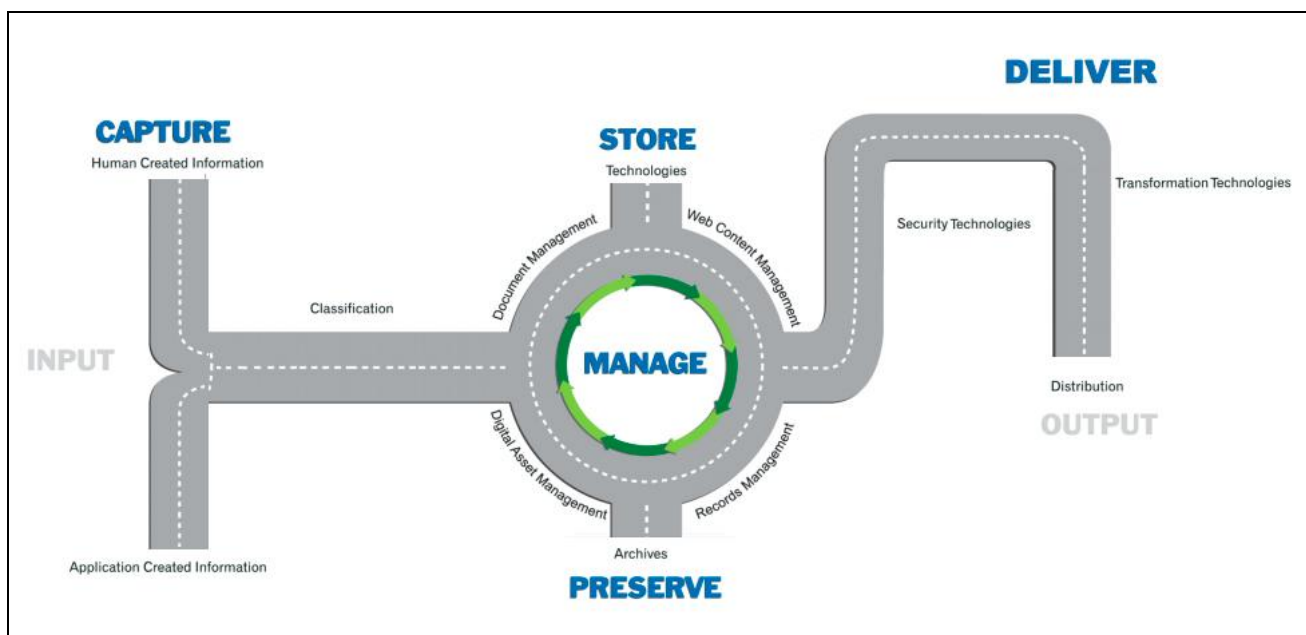 DELIVER
CAPTURE
Human Created Information
STORE
Technologies
Transformation Technologies
Security Technologies
Document Management
Web Content Management
Classification
INPUT
MANAGE
Distribution
OUTPUT
Digital Asset Management
Records Management
Archives
Application Created Information
PRESERVE